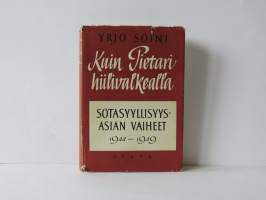 YRJÖ SOINI
Kuin Pietari
hiilivalkealla
SOTASYYLLISYYS-
ASIAN VAIHEET
1944–1949
OTAVA